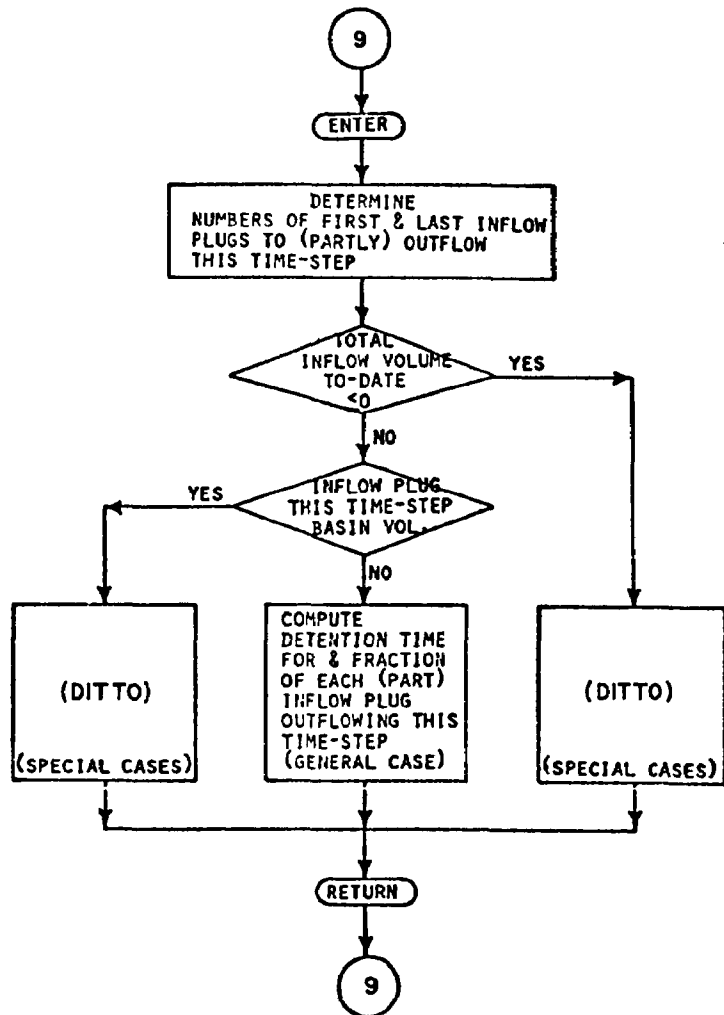 9
ENTER
DETERMINE
NUMBERS OF FIRST & LAST INFLOW
PLUGS TO (PARTLY) OUTFLOW
THIS TIME-STEP
TOTAL
INFLOW VOLUME
TO-DATE
<0
YES
NO
INFLOW PLUG
THIS TIME-STEP
BASIN VOL.
YES
NO
(DITTO)
(SPECIAL CASES)
COMPUTE
DETENTION TIME
FOR & FRACTION
OF EACH (PART)
INFLOW PLUG
OUTFLOWING THIS
TIME-STEP
(GENERAL CASE)
(DITTO)
(SPECIAL CASES)
RETURN
9